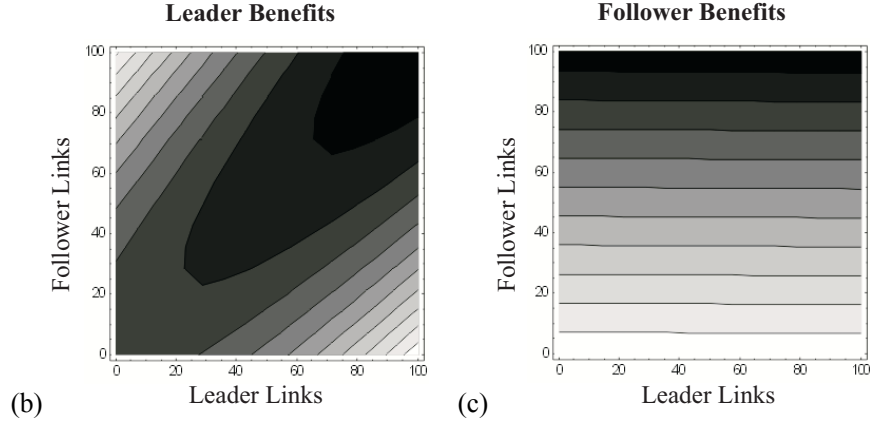 Leader Benefits
100
80
60
40
20
0
0 20 40 60 80 100
Follower Links
Leader Links
(b)
Follower Benefits
100
80
60
40
20
0
0 20 40 60 80 100
Follower Links
Leader Links
(c)